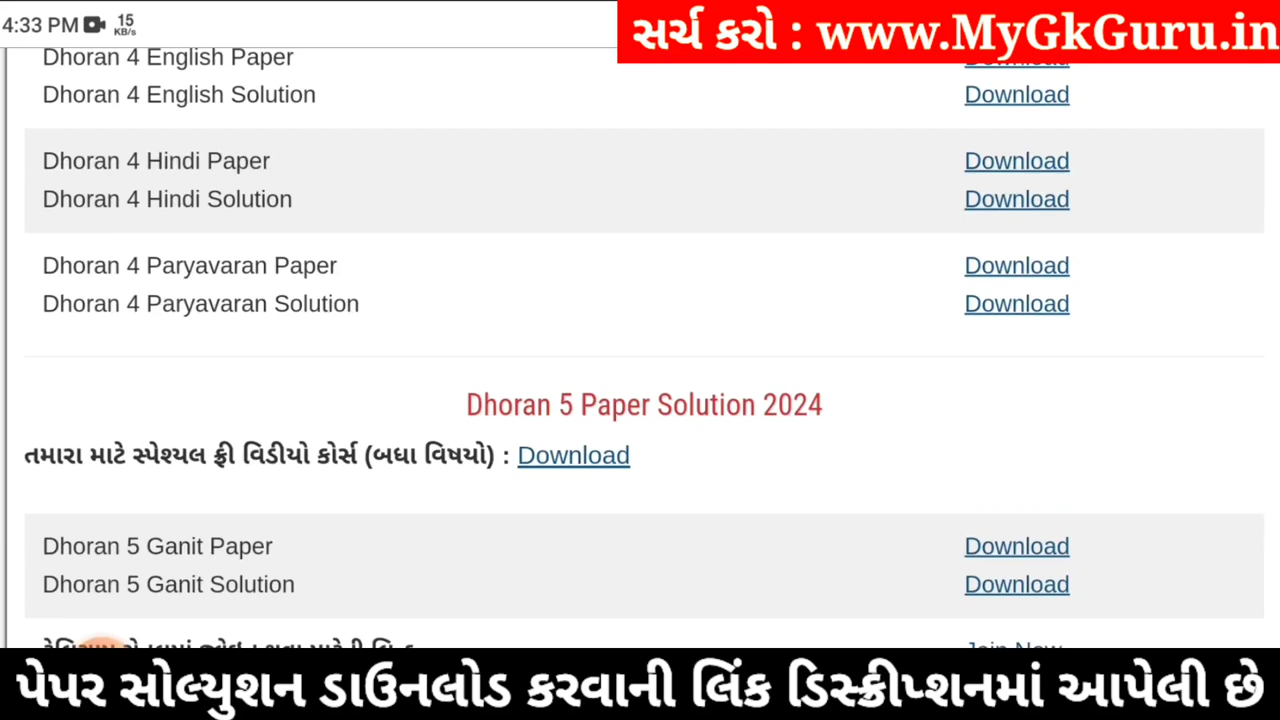 4:33 PM 15 KB/s
સર્ચ કરો : www.MyGkGuru.in
Dhoran 4 English Paper
Dhoran 4 English Solution Download
Dhoran 4 Hindi Paper Download
Dhoran 4 Hindi Solution Download
Dhoran 4 Paryavaran Paper Download
Dhoran 4 Paryavaran Solution Download
Dhoran 5 Paper Solution 2024
તમારા માટે સ્પેશ્યલ ફ્રી વિડીયો કોર્સ (બધા વિષયો) : Download
Dhoran 5 Ganit Paper Download
Dhoran 5 Ganit Solution Download
Join Now
પેપર સોલ્યુશન ડાઉનલોડ કરવાની લિંક ડિસ્ક્રીપ્શનમાં આપેલી છે